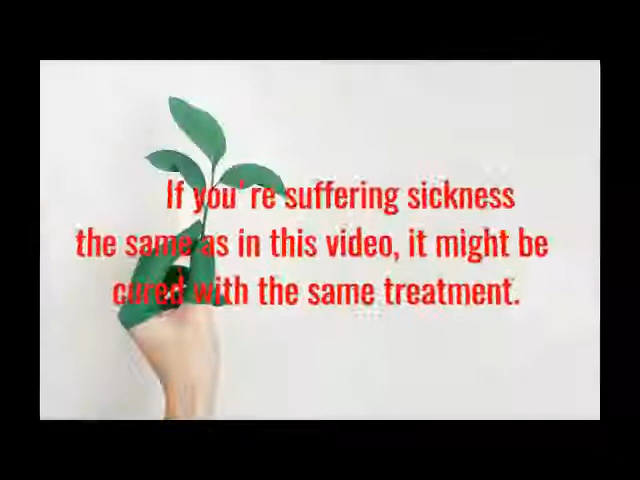 If you're suffering sickness
the same as in this video, it might be
cured with the same treatment.